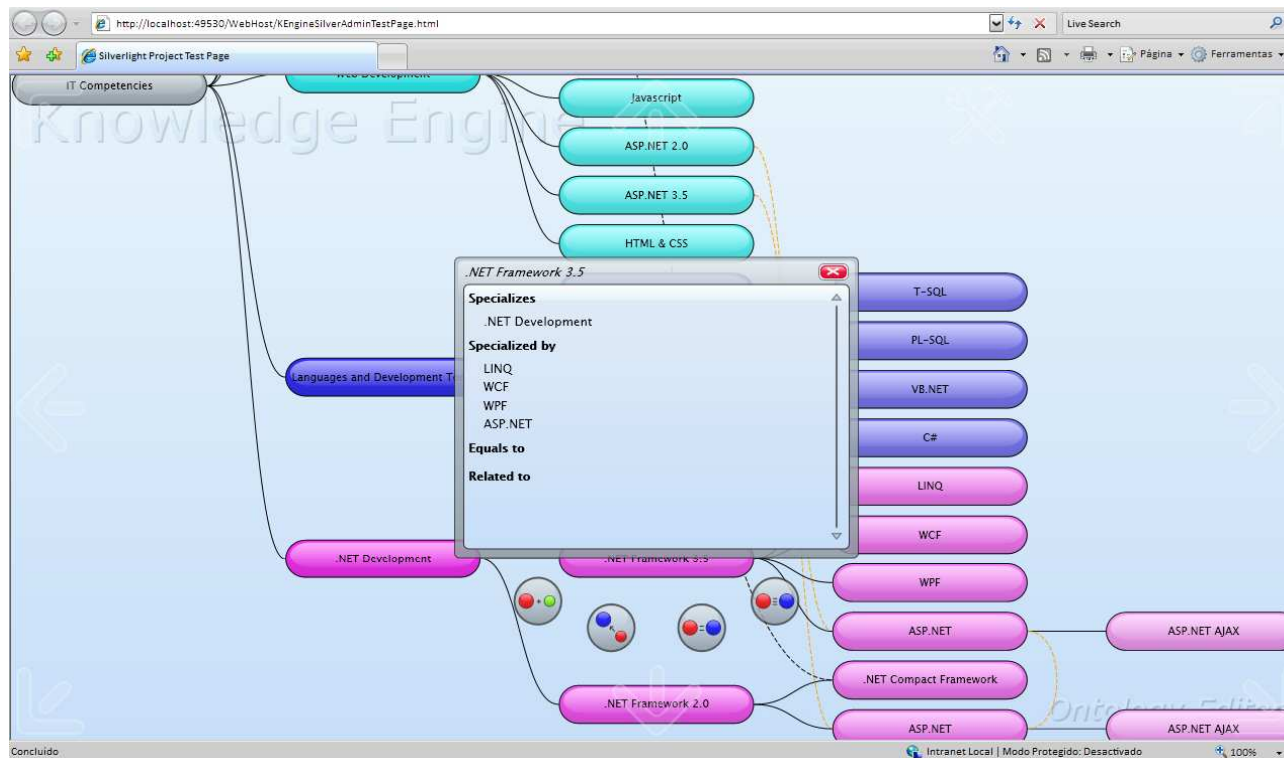 http://localhost:49530/WebHost/KEngineSilverAdminTestPage.html
Live Search
Silverlight Project Test Page
Página
Ferramentas
IT Competencies
Web Development
Knowledge Engine
Javascript
ASP.NET 2.0
ASP.NET 3.5
HTML & CSS
.NET Framework 3.5
Specializes
.NET Development
Specialized by
LINQ
WCF
WPF
ASP.NET
Equals to
Related to
T-SQL
PL-SQL
Languages and Development
VB.NET
C#
LINQ
WCF
.NET Development
.NET Framework 3.5
WPF
ASP.NET
ASP.NET AJAX
.NET Compact Framework
.NET Framework 2.0
Ontology Editor
ASP.NET
ASP.NET AJAX
Concluído
Intranet Local | Modo Protegido: Desactivado
100%